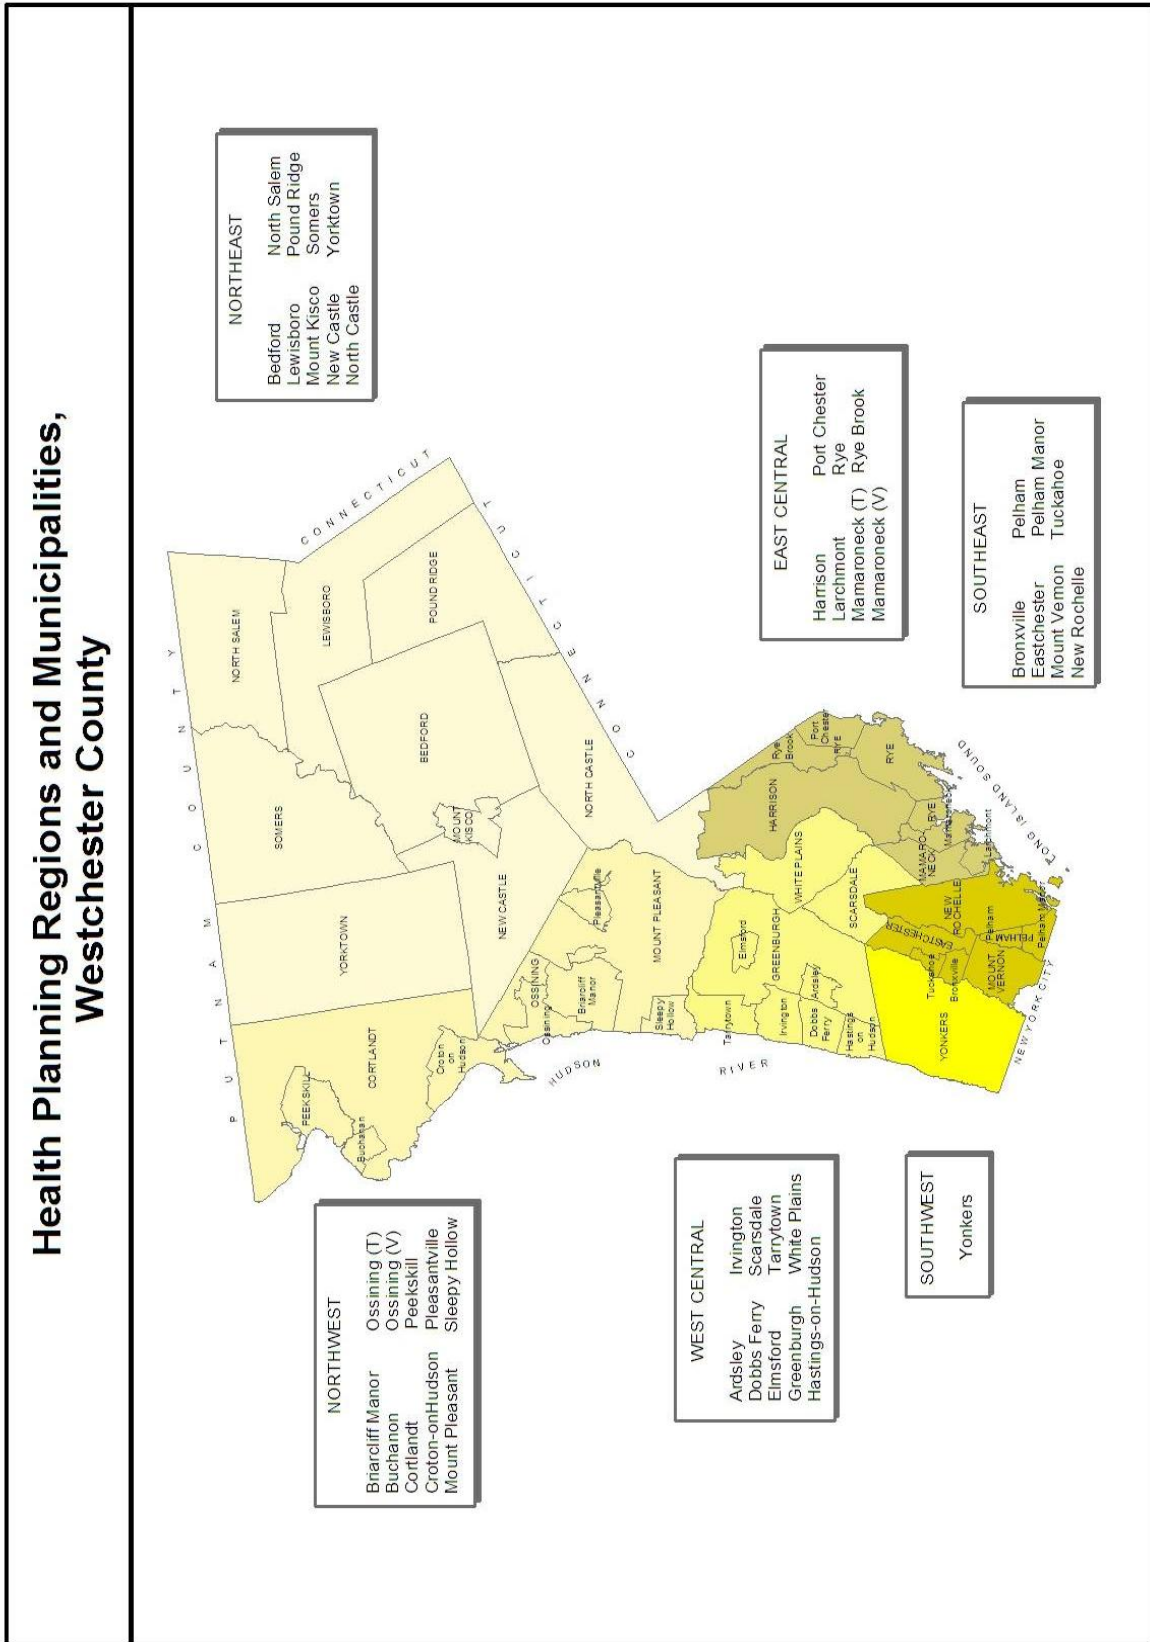 Health Planning Regions and Municipalities,
Westchester County
NORTHWEST
Briarcliff Manor Ossining (T)
Buchanon Ossining (V)
Cortlandt Peekskill
Croton-onHudson Pleasantville
Mount Pleasant Sleepy Hollow
NORTHEAST
Bedford North Salem
Lewisboro Pound Ridge
Mount Kisco Somers
New Castle Yorktown
North Castle
WEST CENTRAL
Ardsley Irvington
Dobbs Ferry Scarsdale
Elmsford Tarrytown
Greenburgh White Plains
Hastings-on-Hudson
EAST CENTRAL
Harrison Port Chester
Larchmont Rye
Mamaroneck (T) Rye Brook
Mamaroneck (V)
SOUTHWEST
Yonkers
SOUTHEAST
Bronxville Pelham
Eastchester Pelham Manor
Mount Vernon Tuckahoe
New Rochelle
PUTNAM COUNTY
CONNECTICUT
CONNECTICUT
NORTH SALEM
SOMERS
LEWISBORO
YORKTOWN
PEEKSKILL
CORTLANDT
Buchanan
Croton
on
Hudson
BEDFORD
POUND RIDGE
MOUNT
KISCO
NEW CASTLE
NORTH CASTLE
OSSINING
Ossining
Briarcliff
Manor
Pleasantville
MOUNT PLEASANT
Sleepy
Hollow
HUDSON
RIVER
Tarrytown
Elmsford
GREENBURGH
Irvington
Ardsley
Dobbs
Ferry
Hastings
on
Hudson
WHITE PLAINS
SCARSDALE
HARRISON
Rye
Brook
Port
Chester
RYE
RYE
RYE
MAMARO-
NECK
Mamaroneck
Larchmont
LONG ISLAND SOUND
YONKERS
EASTCHESTER
Tuckahoe
Bronxville
NEW
ROCHELLE
MOUNT
VERNON
Pelham
PELHAM
Pelham Manor
NEW YORK CITY